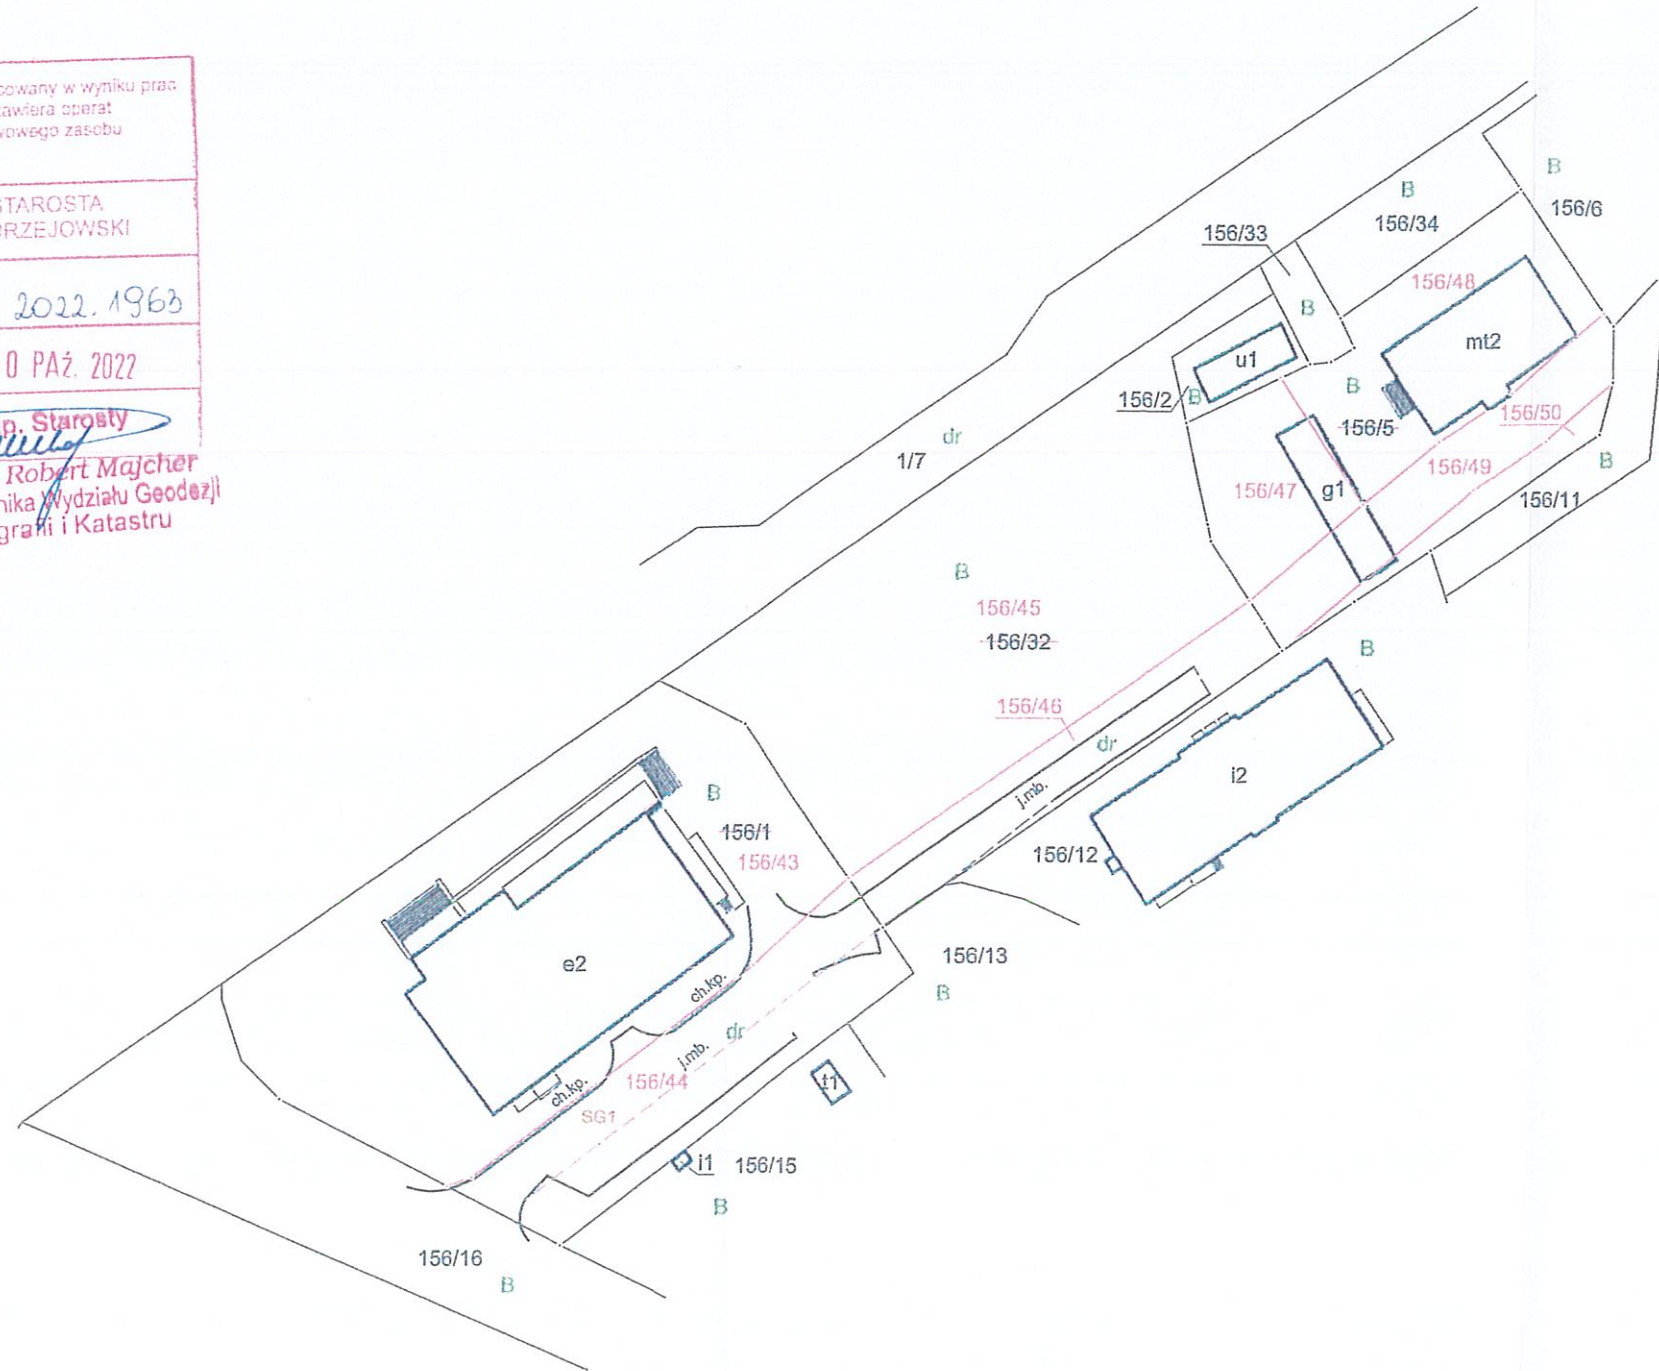 cowany w wyniku prac
zawiera operat
wowego zasobu
STAROSTA
RZEJOWSKI
2022.1963
0 PAŹ. 2022
p. Starosty
Robert Majcher
nika Wydziału Geodezji
grafii i Katastru
B
156/6
B
156/34
156/33
156/48
B
u1
mt2
156/2
B
B
156/5
156/50
dr
1/7
156/49
B
156/47
g1
156/11
B
156/45
156/32
B
156/46
dr
i2
j.mb.
B
156/1
156/12
156/43
e2
156/13
ch.kp.
B
dr
j.mb.
156/44
ch.kp.
t1
SG1
i1
156/15
B
156/16
B